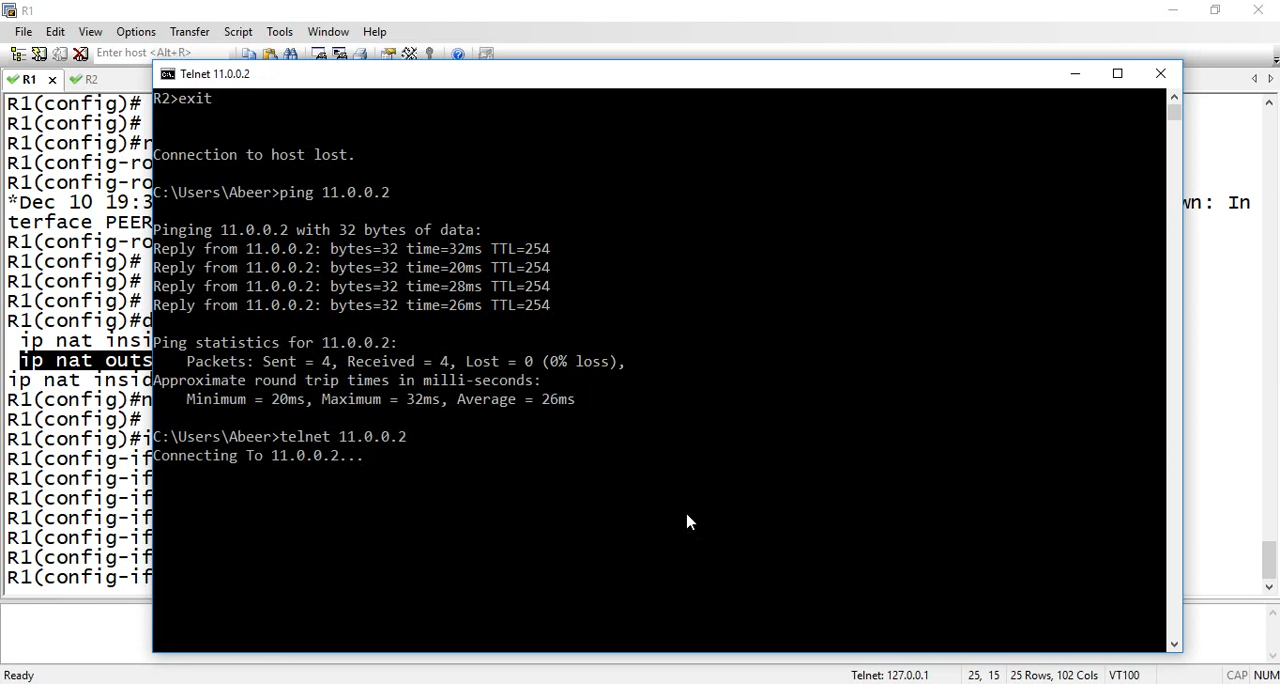 R1
File Edit View Options Transfer Script Tools Window Help
Enter host <Alt+R>
R1 R2
R1(config)#
R1(config)#
R1(config)#n
R1(config-ro
R1(config-ro
*Dec 10 19:3 wn: In
terface PEER
R1(config-ro
R1(config)#
R1(config)#
R1(config)#
R1(config)#d
ip nat insi
ip nat outs
ip nat insid
R1(config)#n
R1(config)#
R1(config)#i
R1(config-if
R1(config-if
R1(config-if
R1(config-if
R1(config-if
R1(config-if
R1(config-if
Telnet 11.0.0.2
R2>exit
Connection to host lost.
C:\Users\Abeer>ping 11.0.0.2
Pinging 11.0.0.2 with 32 bytes of data:
Reply from 11.0.0.2: bytes=32 time=32ms TTL=254
Reply from 11.0.0.2: bytes=32 time=20ms TTL=254
Reply from 11.0.0.2: bytes=32 time=28ms TTL=254
Reply from 11.0.0.2: bytes=32 time=26ms TTL=254
Ping statistics for 11.0.0.2:
Packets: Sent = 4, Received = 4, Lost = 0 (0% loss),
Approximate round trip times in milli-seconds:
Minimum = 20ms, Maximum = 32ms, Average = 26ms
C:\Users\Abeer>telnet 11.0.0.2
Connecting To 11.0.0.2...
Ready Telnet: 127.0.0.1 25, 15 25 Rows, 102 Cols VT100 CAP NUM